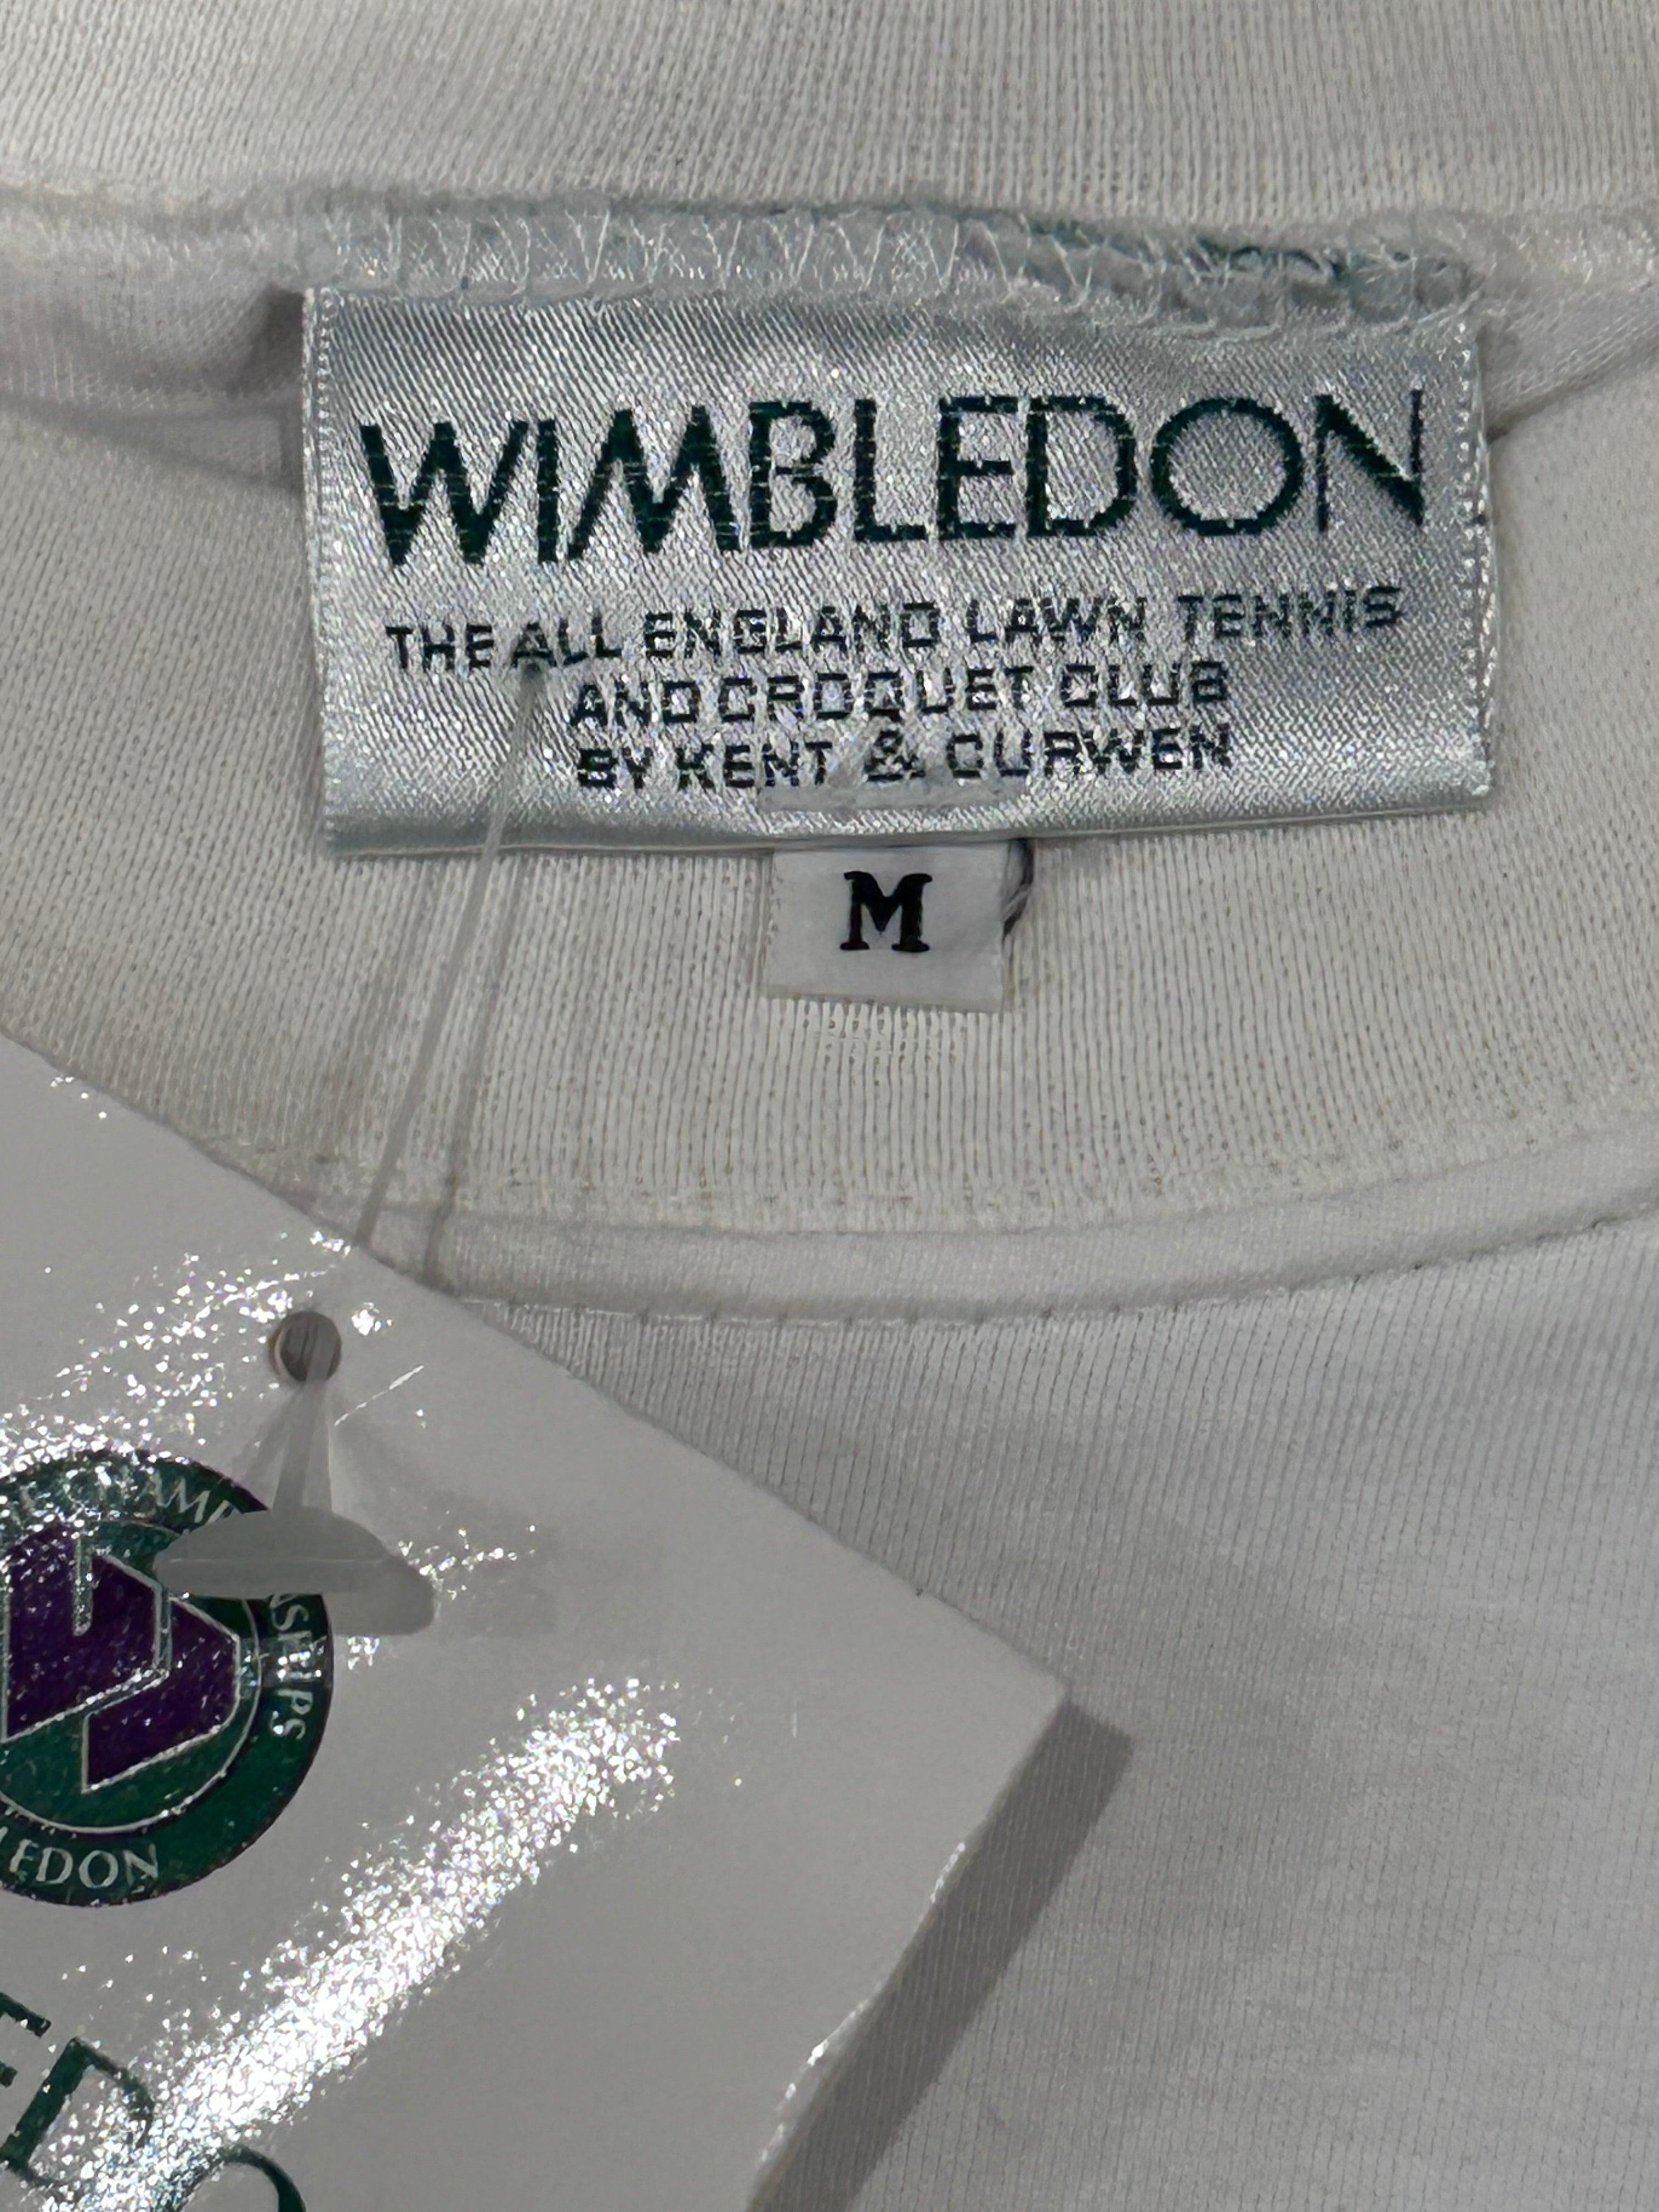 WIMBLEDON
THE ALL ENGLAND LAWN TENNIS
AND CROQUET CLUB
BY KENT & CURWEN
M